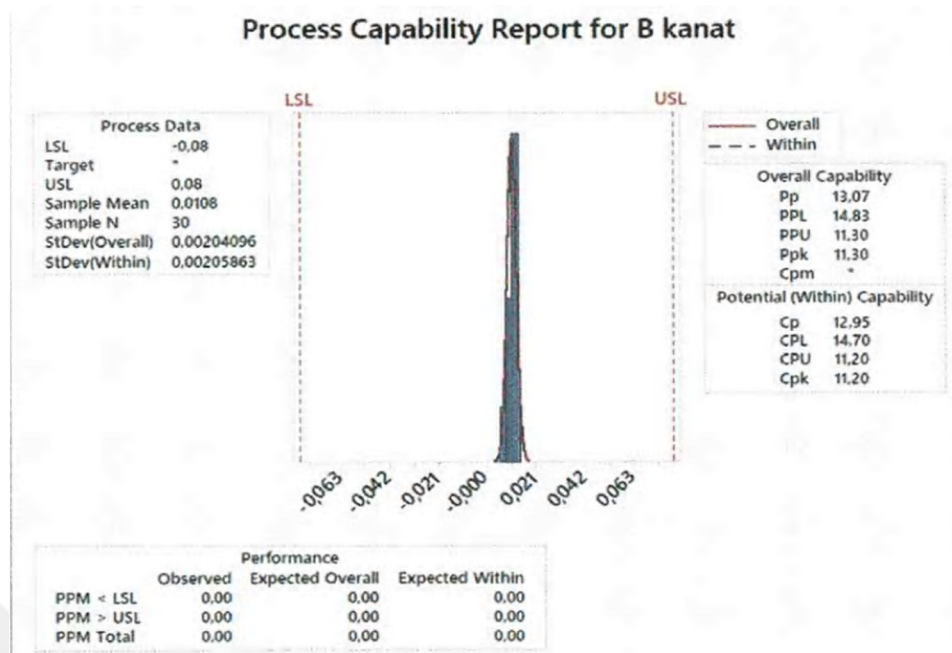 Process Capability Report for B kanat
LSL USL
Process Data
LSL -0,08
Target *
USL 0,08
Sample Mean 0,0108
Sample N 30
StDev(Overall) 0,00204096
StDev(Within) 0,00205863
Overall
Within
Overall Capability
Pp 13,07
PPL 14,83
PPU 11,30
Ppk 11,30
Cpm *
Potential (Within) Capability
Cp 12,95
CPL 14,70
CPU 11,20
Cpk 11,20
-0,063 -0,042 -0,021 -0,000 0,021 0,042 0,063
Performance
Observed Expected Overall Expected Within
PPM < LSL 0,00 0,00 0,00
PPM > USL 0,00 0,00 0,00
PPM Total 0,00 0,00 0,00